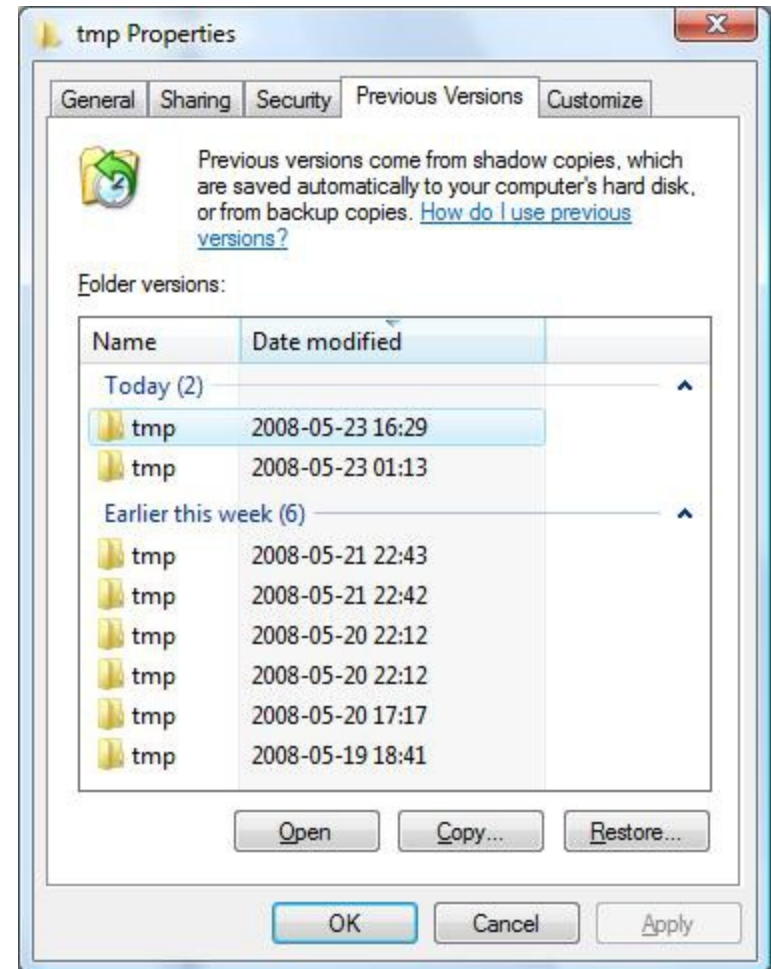 tmp Properties
General Sharing Security Previous Versions Customize
Previous versions come from shadow copies, which
are saved automatically to your computer's hard disk,
or from backup copies. How do I use previous
versions?
Folder versions:
Name Date modified
Today (2)
tmp 2008-05-23 16:29
tmp 2008-05-23 01:13
Earlier this week (6)
tmp 2008-05-21 22:43
tmp 2008-05-21 22:42
tmp 2008-05-20 22:12
tmp 2008-05-20 22:12
tmp 2008-05-20 17:17
tmp 2008-05-19 18:41
Open Copy... Restore...
OK Cancel Apply